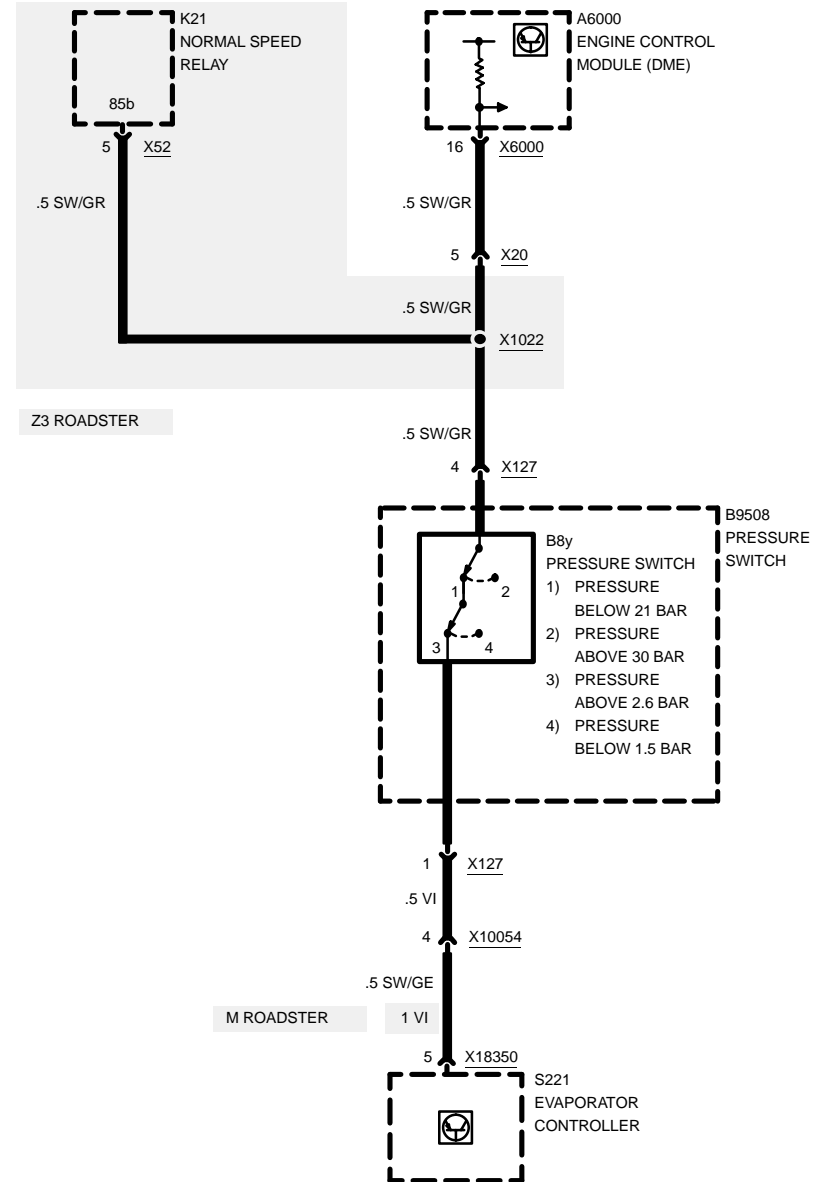 K21
NORMAL SPEED
RELAY
85b
5 X52
.5 SW/GR
A6000
ENGINE CONTROL
MODULE (DME)
16 X6000
.5 SW/GR
5 X20
.5 SW/GR
X1022
Z3 ROADSTER
.5 SW/GR
4 X127
B9508
PRESSURE
SWITCH
B8y
PRESSURE SWITCH
1) PRESSURE
BELOW 21 BAR
2) PRESSURE
ABOVE 30 BAR
3) PRESSURE
ABOVE 2.6 BAR
4) PRESSURE
BELOW 1.5 BAR
1 2
3 4
1 X127
.5 VI
4 X10054
.5 SW/GE
M ROADSTER 1 VI
5 X18350
S221
EVAPORATOR
CONTROLLER